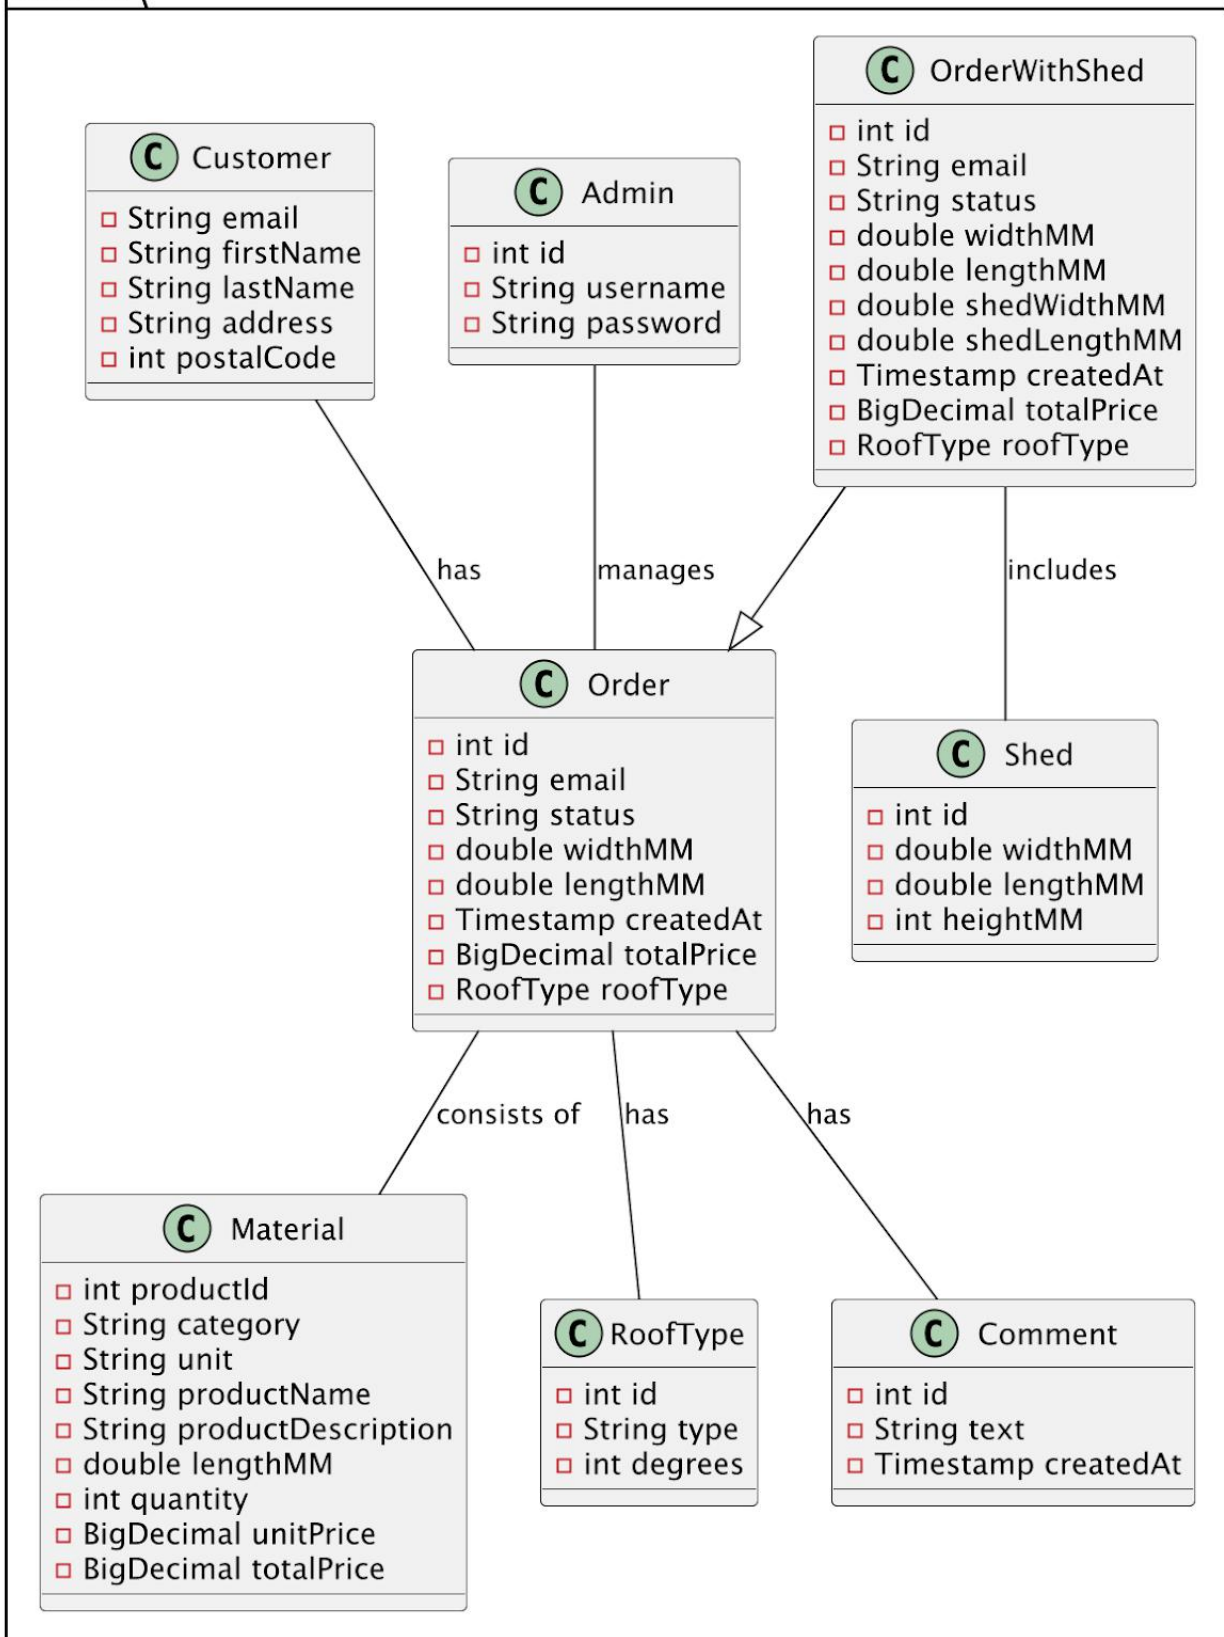 C OrderWithShed
int id
String email
String status
double widthMM
double lengthMM
double shedWidthMM
double shedLengthMM
Timestamp createdAt
BigDecimal totalPrice
RoofType roofType
C Customer
String email
String firstName
String lastName
String address
int postalCode
C Admin
int id
String username
String password
has
manages
includes
C Order
int id
String email
String status
double widthMM
double lengthMM
Timestamp createdAt
BigDecimal totalPrice
RoofType roofType
C Shed
int id
double widthMM
double lengthMM
int heightMM
consists of
has
has
C Material
int productId
String category
String unit
String productName
String productDescription
double lengthMM
int quantity
BigDecimal unitPrice
BigDecimal totalPrice
C RoofType
int id
String type
int degrees
C Comment
int id
String text
Timestamp createdAt